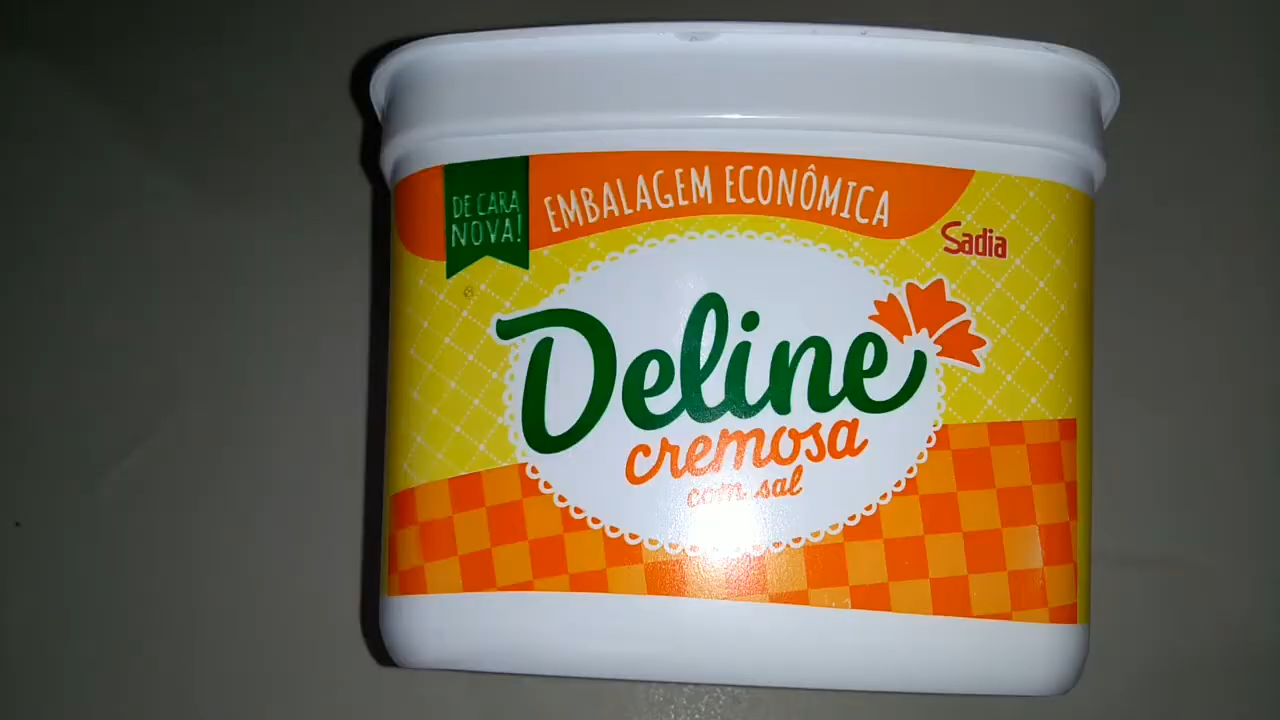 DE CARA
NOVA!
EMBALAGEM ECONÔMICA
Sadia
Deline
cremosa
com sal